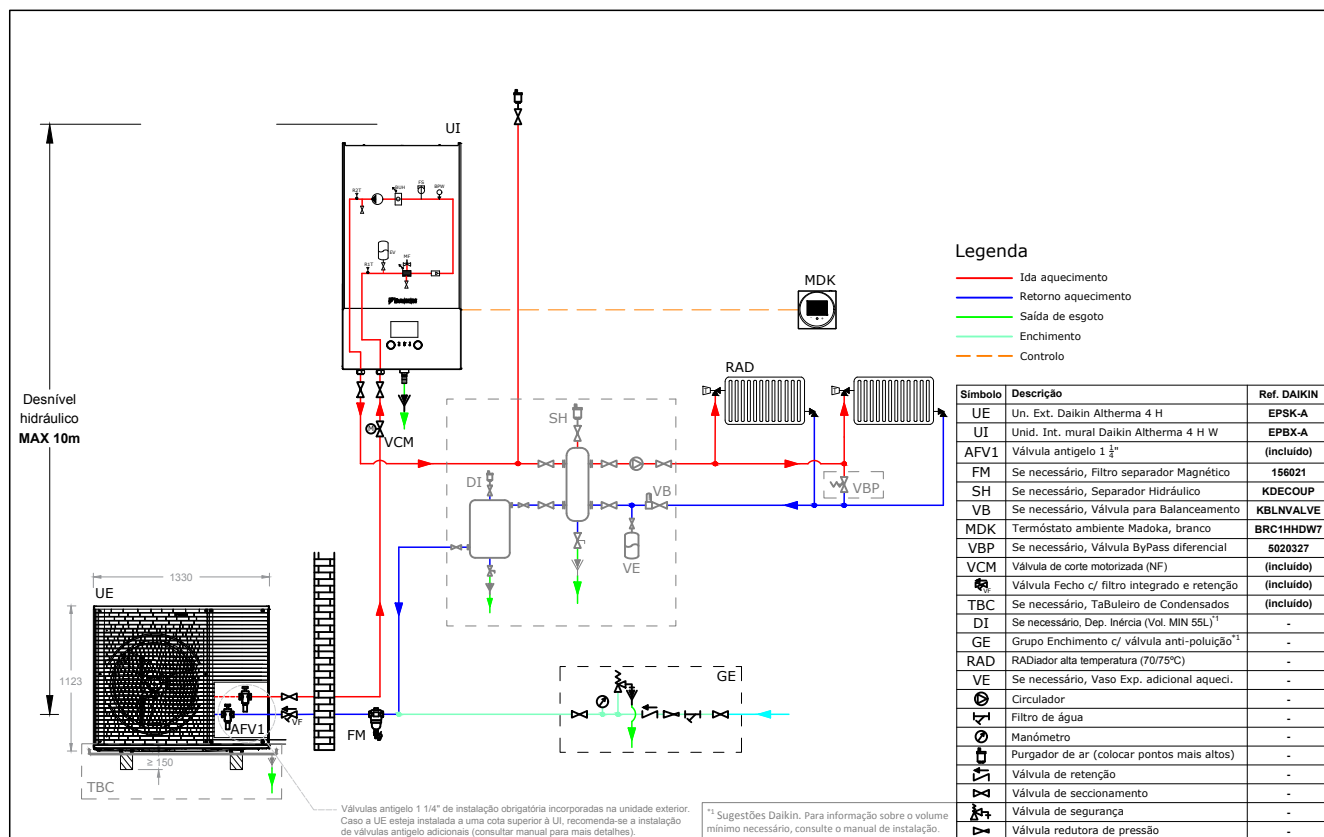 UI
R2T
BUH
FS
BPW
EV
MF
R1T
DAIKIN
MDK
Desnível
hidráulico
MAX 10m
VCM
M
RAD
SH
DI
VB
VBP
VE
1330
UE
1123
AFV1
VF
FM
GE
≥ 150
TBC
Válvulas antigelo 1 1/4" de instalação obrigatória incorporadas na unidade exterior.
Caso a UE esteja instalada a uma cota superior à UI, recomenda-se a instalação
de válvulas antigelo adicionais (consultar manual para mais detalhes).
*1 Sugestões Daikin. Para informação sobre o volume
mínimo necessário, consulte o manual de instalação.
Legenda
Ida aquecimento
Retorno aquecimento
Saída de esgoto
Enchimento
Controlo
Símbolo Descrição Ref. DAIKIN
UE Un. Ext. Daikin Altherma 4 H EPSK-A
UI Unid. Int. mural Daikin Altherma 4 H W EPBX-A
AFV1 Válvula antigelo 1 1/4" (incluído)
FM Se necessário, Filtro separador Magnético 156021
SH Se necessário, Separador Hidráulico KDECOUP
VB Se necessário, Válvula para Balanceamento KBLNVALVE
MDK Termóstato ambiente Madoka, branco BRC1HHDW7
VBP Se necessário, Válvula ByPass diferencial 5020327
VCM Válvula de corte motorizada (NF) (incluído)
VF Válvula Fecho c/ filtro integrado e retenção (incluído)
TBC Se necessário, TaBuleiro de Condensados (incluído)
DI Se necessário, Dep. Inércia (Vol. MIN 55L)*1 -
GE Grupo Enchimento c/ válvula anti-poluição*1 -
RAD RADiador alta temperatura (70/75ºC) -
VE Se necessário, Vaso Exp. adicional aqueci. -
Circulador -
Filtro de água -
Manómetro -
Purgador de ar (colocar pontos mais altos) -
Válvula de retenção -
Válvula de seccionamento -
Válvula de segurança -
Válvula redutora de pressão -